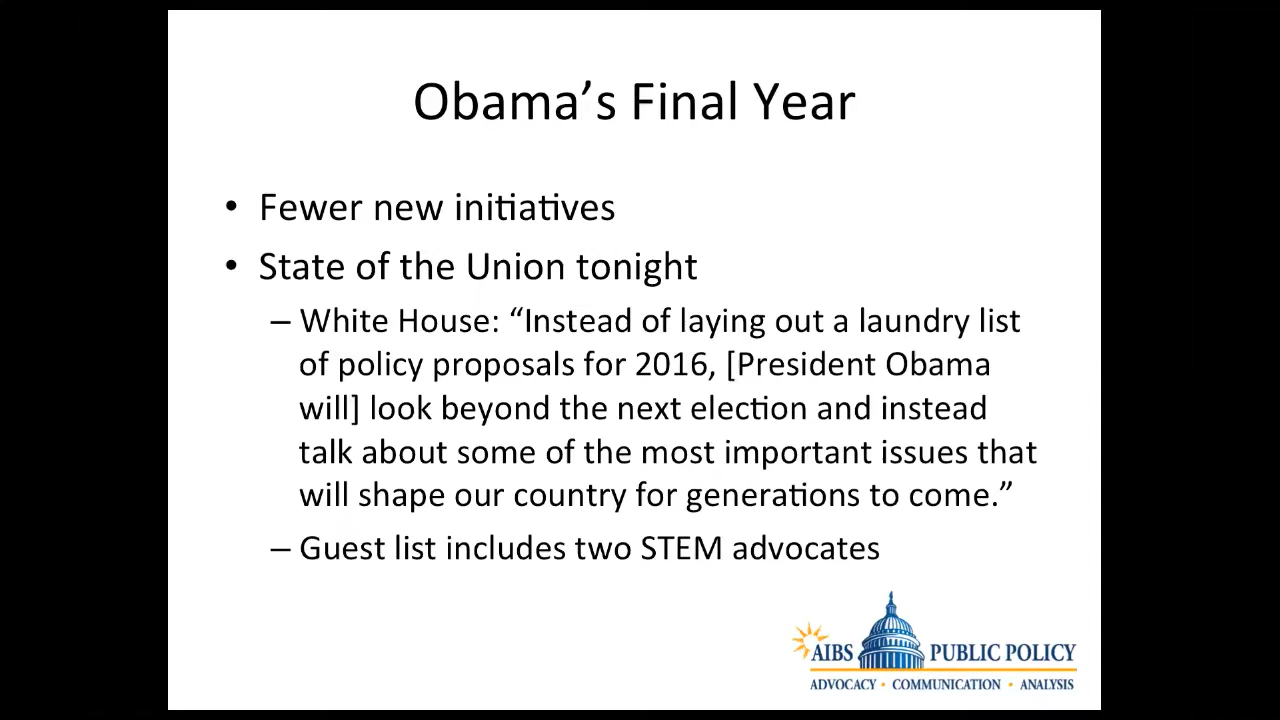 Obama’s Final Year
• Fewer new initiatives
• State of the Union tonight
– White House: “Instead of laying out a laundry list
of policy proposals for 2016, [President Obama
will] look beyond the next election and instead
talk about some of the most important issues that
will shape our country for generations to come.”
– Guest list includes two STEM advocates
AIBS PUBLIC POLICY
ADVOCACY • COMMUNICATION • ANALYSIS